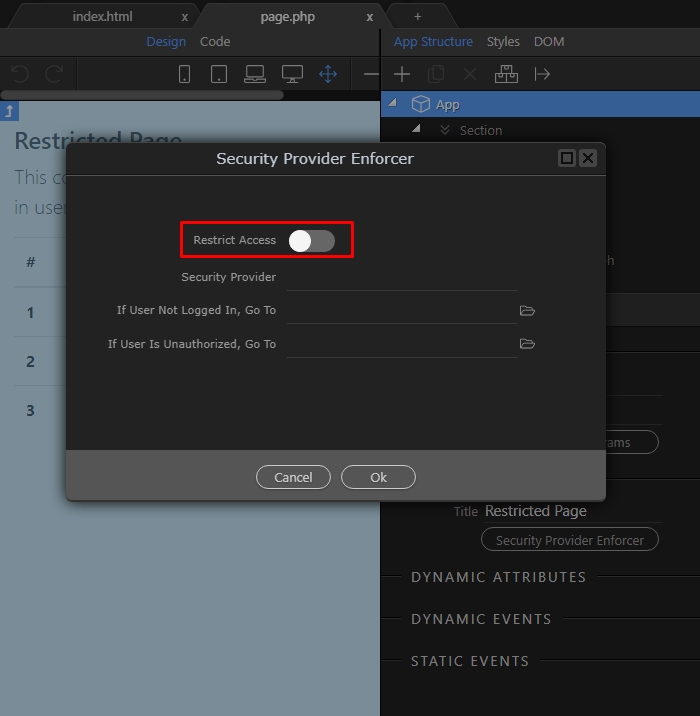 index.html x page.php x +
Design Code
App Structure Styles DOM
App
Section
Restricted Page
This co
in user
#
1
2
3
Security Provider Enforcer
Restrict Access
Security Provider
If User Not Logged In, Go To
If User Is Unauthorized, Go To
Cancel Ok
h
ams
Title Restricted Page
Security Provider Enforcer
DYNAMIC ATTRIBUTES
DYNAMIC EVENTS
STATIC EVENTS